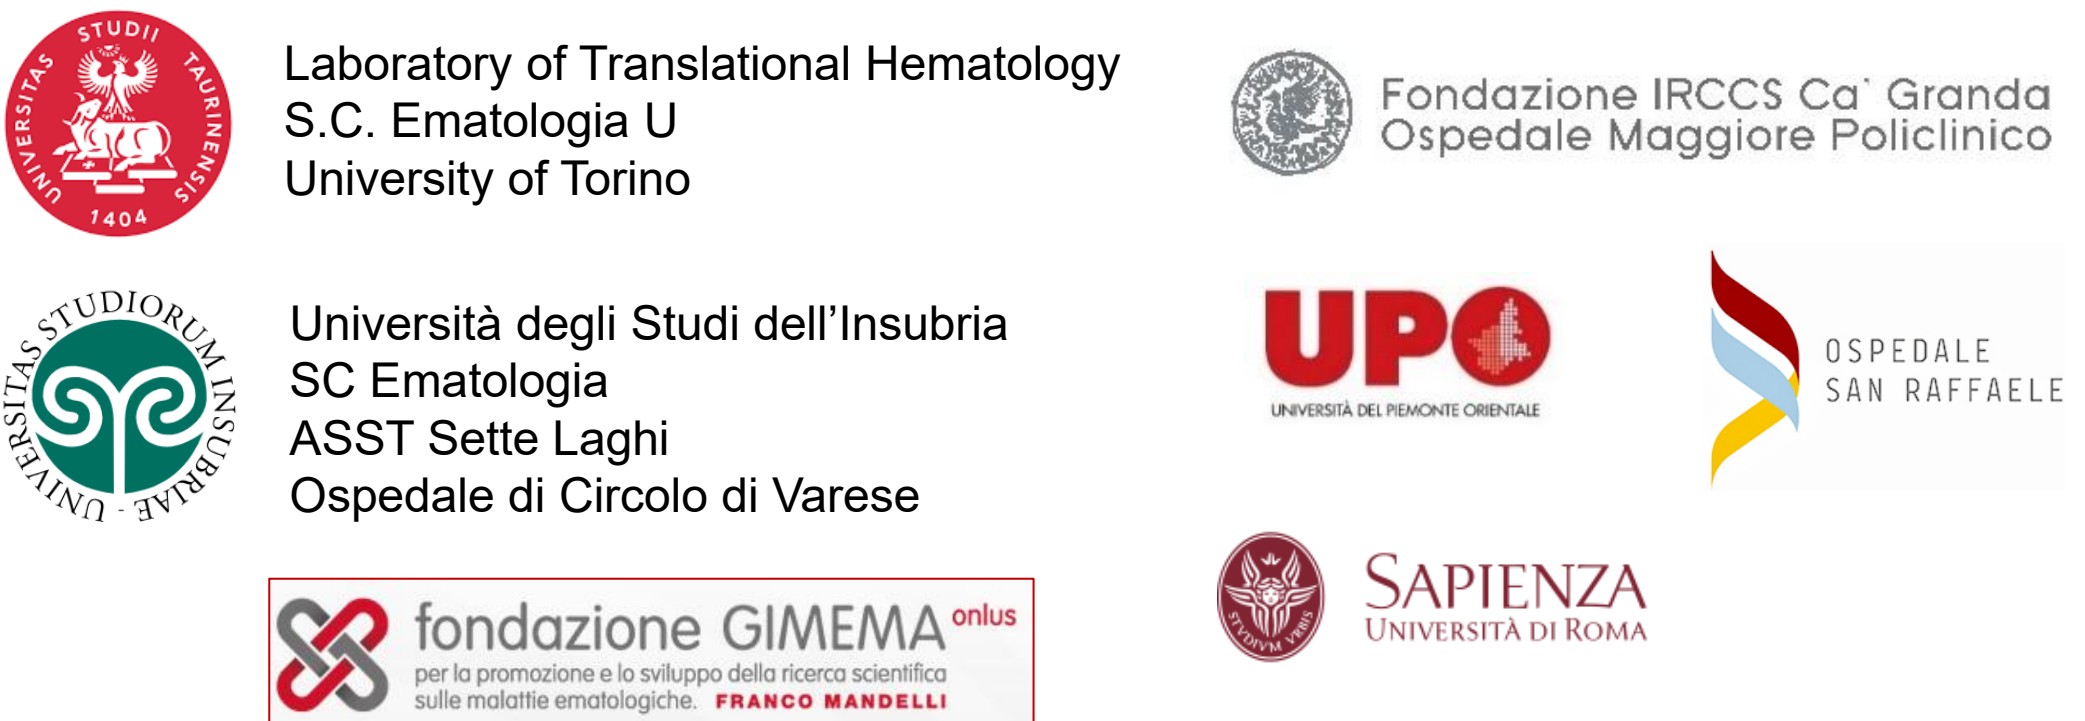 UNIVERSITAS STUDII TAURINENSIS
1404
Laboratory of Translational Hematology
S.C. Ematologia U
University of Torino
Fondazione IRCCS Ca` Granda
Ospedale Maggiore Policlinico
UNIVERSITAS STUDIORUM INSUBRIAE -
Università degli Studi dell’Insubria
SC Ematologia
ASST Sette Laghi
Ospedale di Circolo di Varese
UPO
UNIVERSITÀ DEL PIEMONTE ORIENTALE
OSPEDALE
SAN RAFFAELE
fondazione GIMEMA onlus
per la promozione e lo sviluppo della ricerca scientifica
sulle malattie ematologiche. FRANCO MANDELLI
STVDIVM VRBIS
SAPIENZA
UNIVERSITÀ DI ROMA